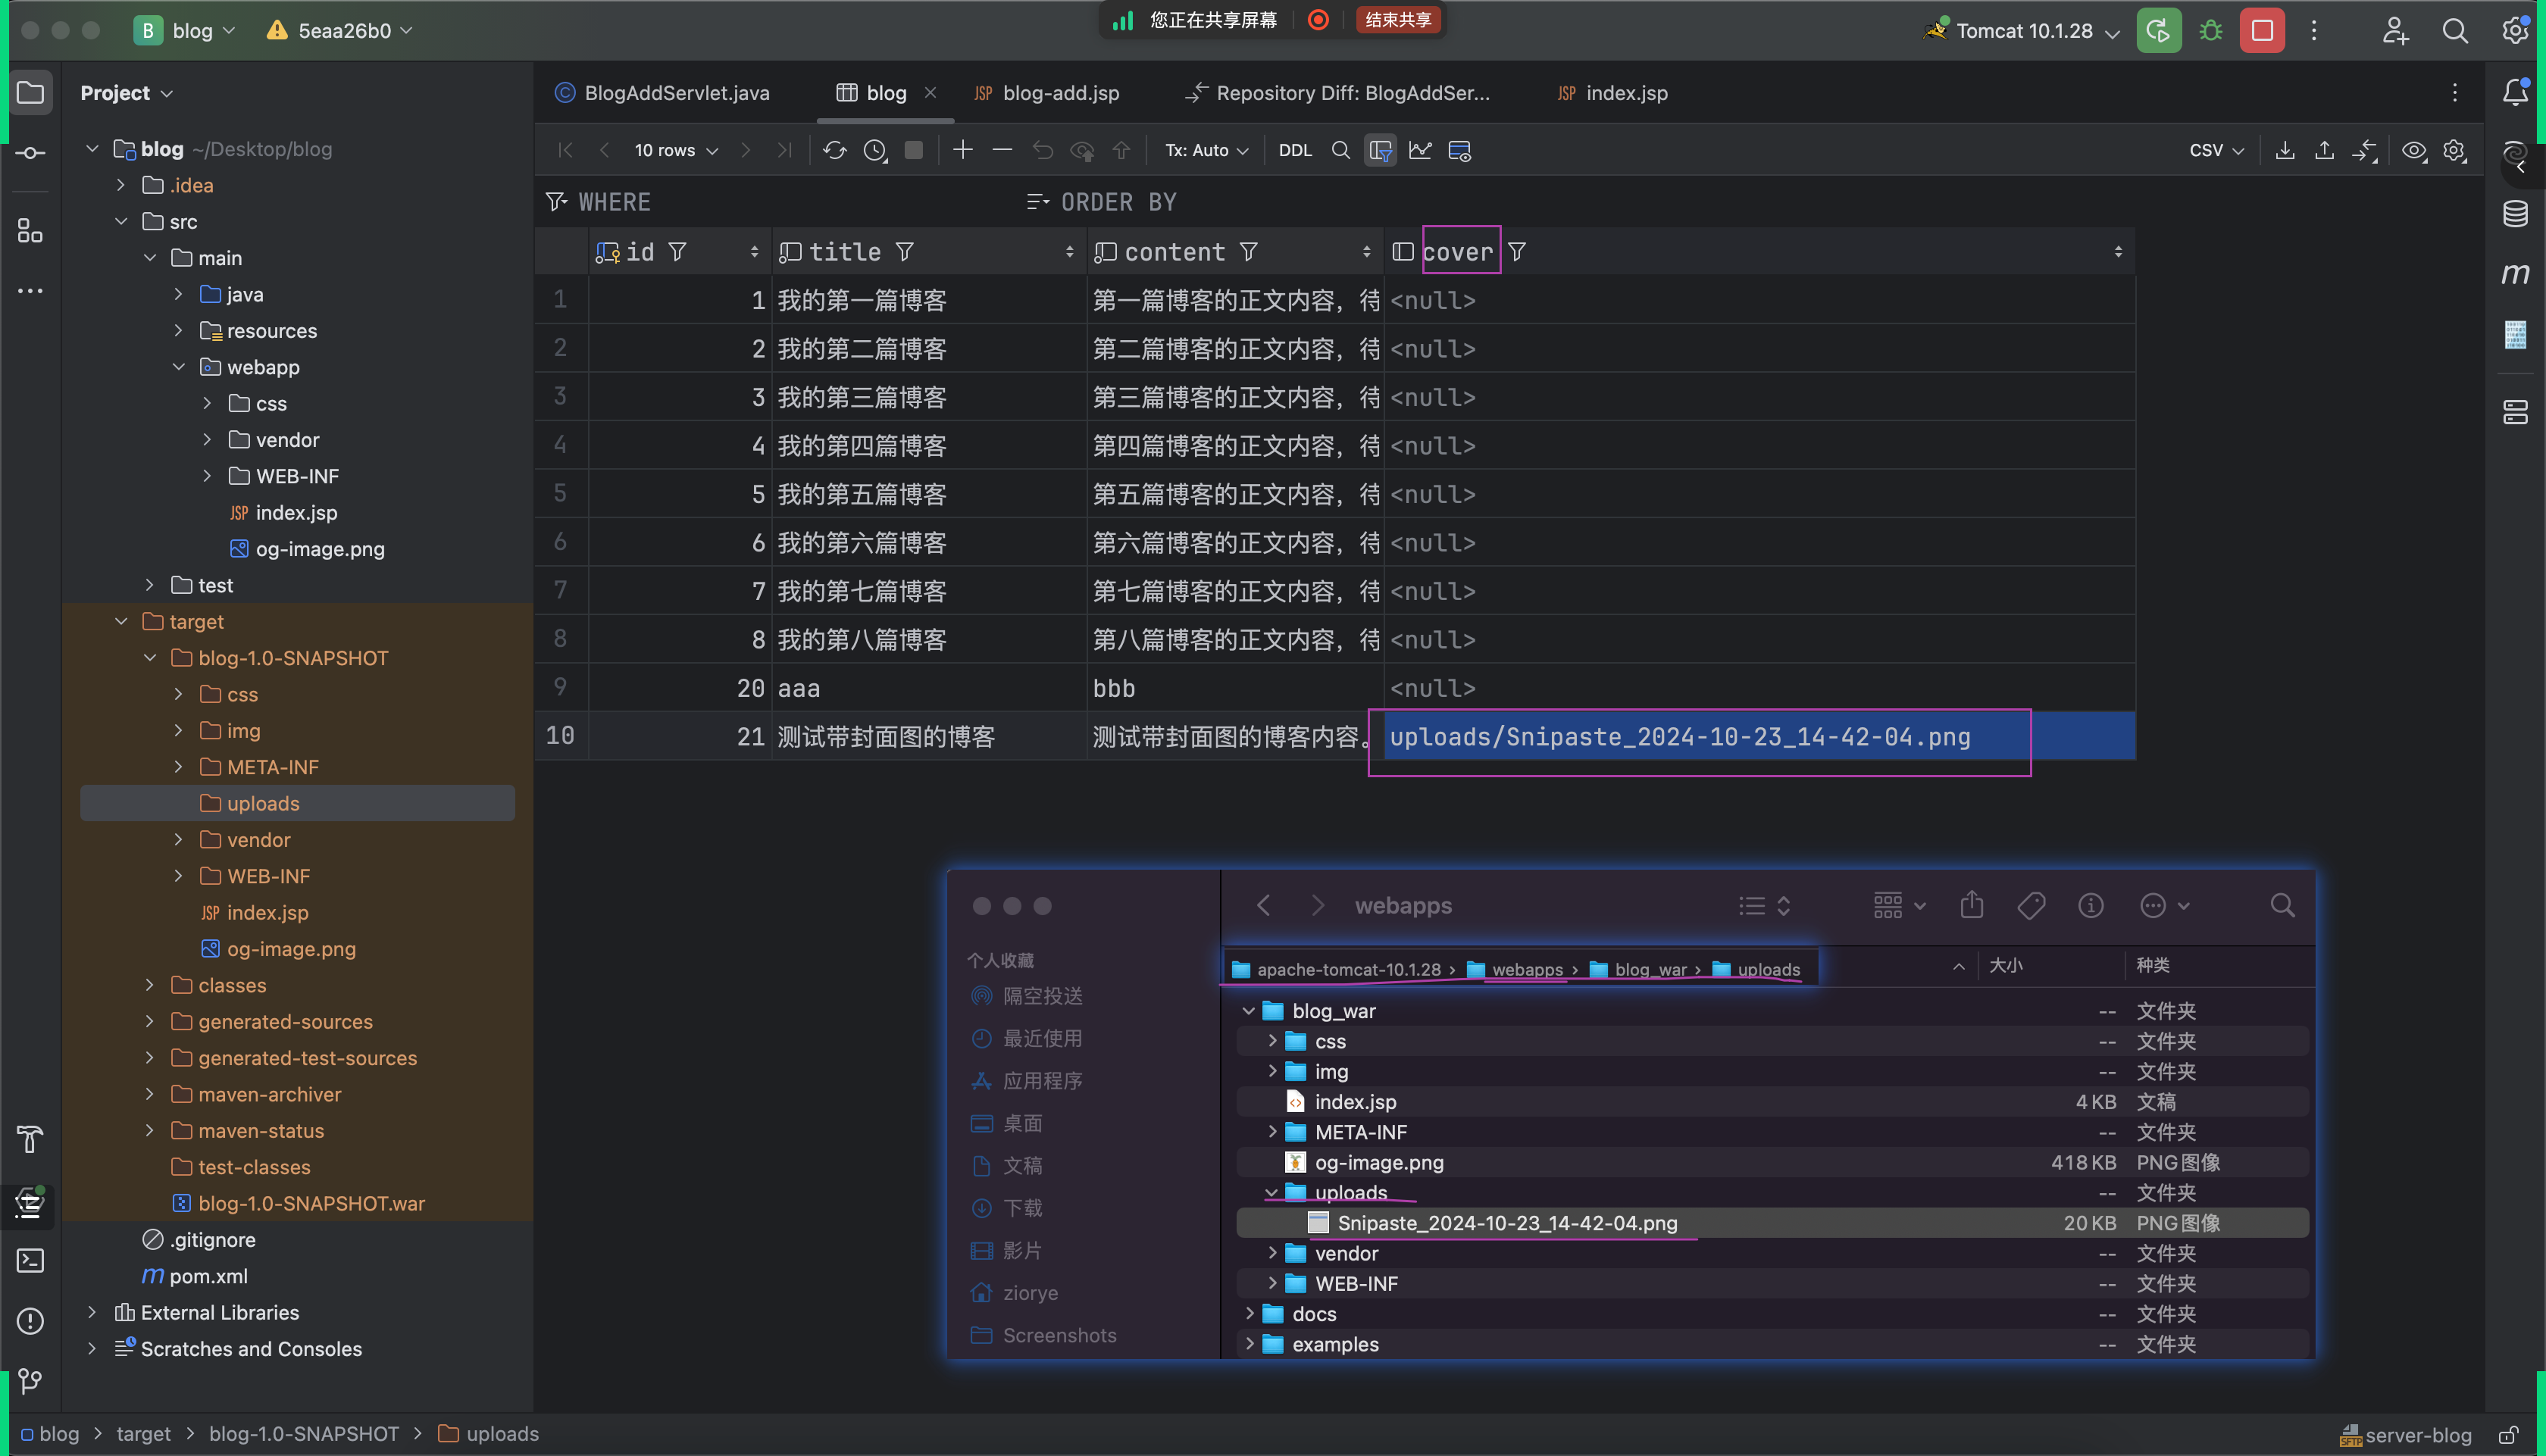 B blog 5eaa26b0 您正在共享屏幕 结束共享 Tomcat 10.1.28
Project
BlogAddServlet.java blog blog-add.jsp Repository Diff: BlogAddSer... index.jsp
10 rows Tx: Auto DDL CSV
WHERE ORDER BY
id title content cover
1 1 我的第一篇博客 第一篇博客的正文内容，待 <null>
2 2 我的第二篇博客 第二篇博客的正文内容，待 <null>
3 3 我的第三篇博客 第三篇博客的正文内容，待 <null>
4 4 我的第四篇博客 第四篇博客的正文内容，待 <null>
5 5 我的第五篇博客 第五篇博客的正文内容，待 <null>
6 6 我的第六篇博客 第六篇博客的正文内容，待 <null>
7 7 我的第七篇博客 第七篇博客的正文内容，待 <null>
8 8 我的第八篇博客 第八篇博客的正文内容，待 <null>
9 20 aaa bbb <null>
10 21 测试带封面图的博客 测试带封面图的博客内容。 uploads/Snipaste_2024-10-23_14-42-04.png
blog ~/Desktop/blog
.idea
src
main
java
resources
webapp
css
vendor
WEB-INF
JSP index.jsp
og-image.png
test
target
blog-1.0-SNAPSHOT
css
img
META-INF
uploads
vendor
WEB-INF
JSP index.jsp
og-image.png
classes
generated-sources
generated-test-sources
maven-archiver
maven-status
test-classes
blog-1.0-SNAPSHOT.war
.gitignore
m pom.xml
External Libraries
Scratches and Consoles
webapps
个人收藏
隔空投送
最近使用
应用程序
桌面
文稿
下载
影片
ziorye
Screenshots
apache-tomcat-10.1.28 › webapps › blog_war › uploads 大小 种类
blog_war -- 文件夹
css -- 文件夹
img -- 文件夹
index.jsp 4 KB 文稿
META-INF -- 文件夹
og-image.png 418 KB PNG图像
uploads -- 文件夹
Snipaste_2024-10-23_14-42-04.png 20 KB PNG图像
vendor -- 文件夹
WEB-INF -- 文件夹
docs -- 文件夹
examples -- 文件夹
blog › target › blog-1.0-SNAPSHOT › uploads SFTP server-blog